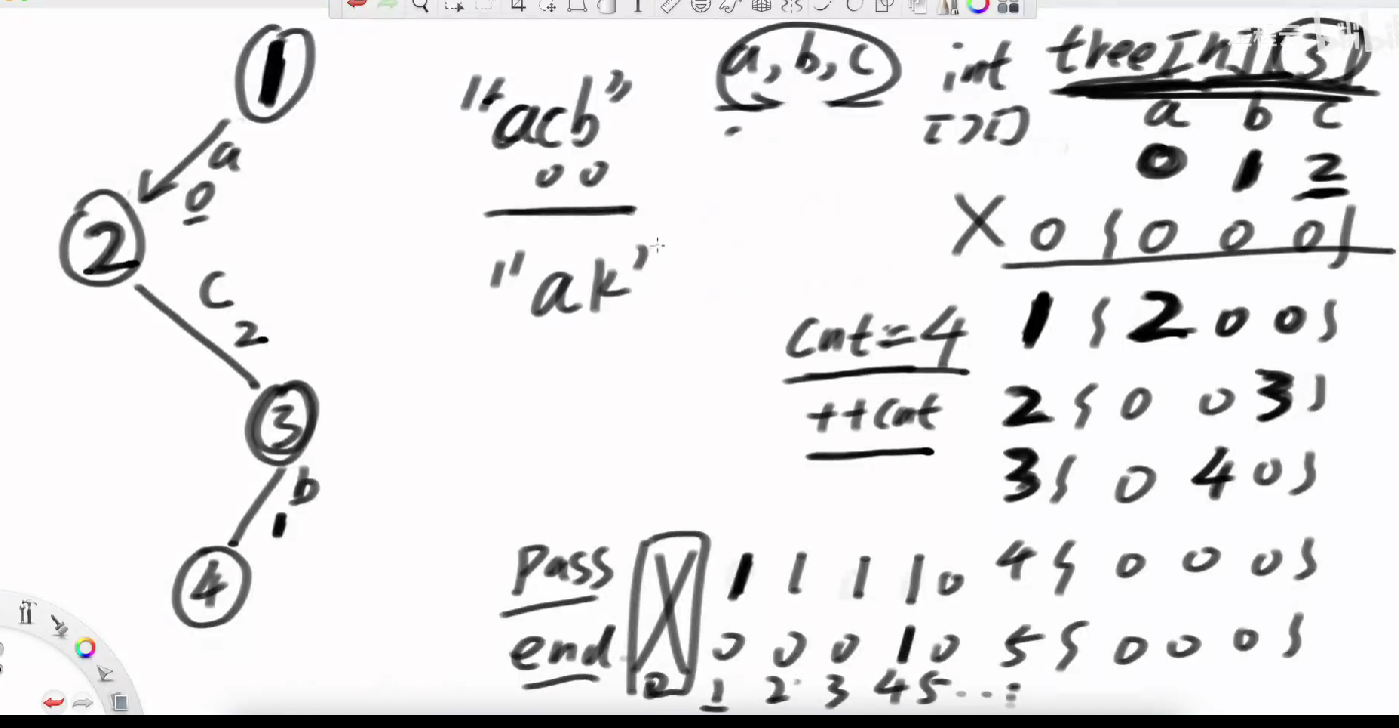 1
a
0
2
C
2
3
b
1
4
"acb"
0 0
"ak"
a, b, c
int
[ ] [ ]
a b c
0 1 2
X 0 { 0 0 0 }
1 { 2 0 0 }
2 { 0 0 3 }
3 { 0 4 0 }
4 { 0 0 0 }
5 { 0 0 0 }
Cnt=4
++Cnt
Pass X 1 1 1 1 0
end 0 0 0 1 0
0 1 2 3 4 5 ...